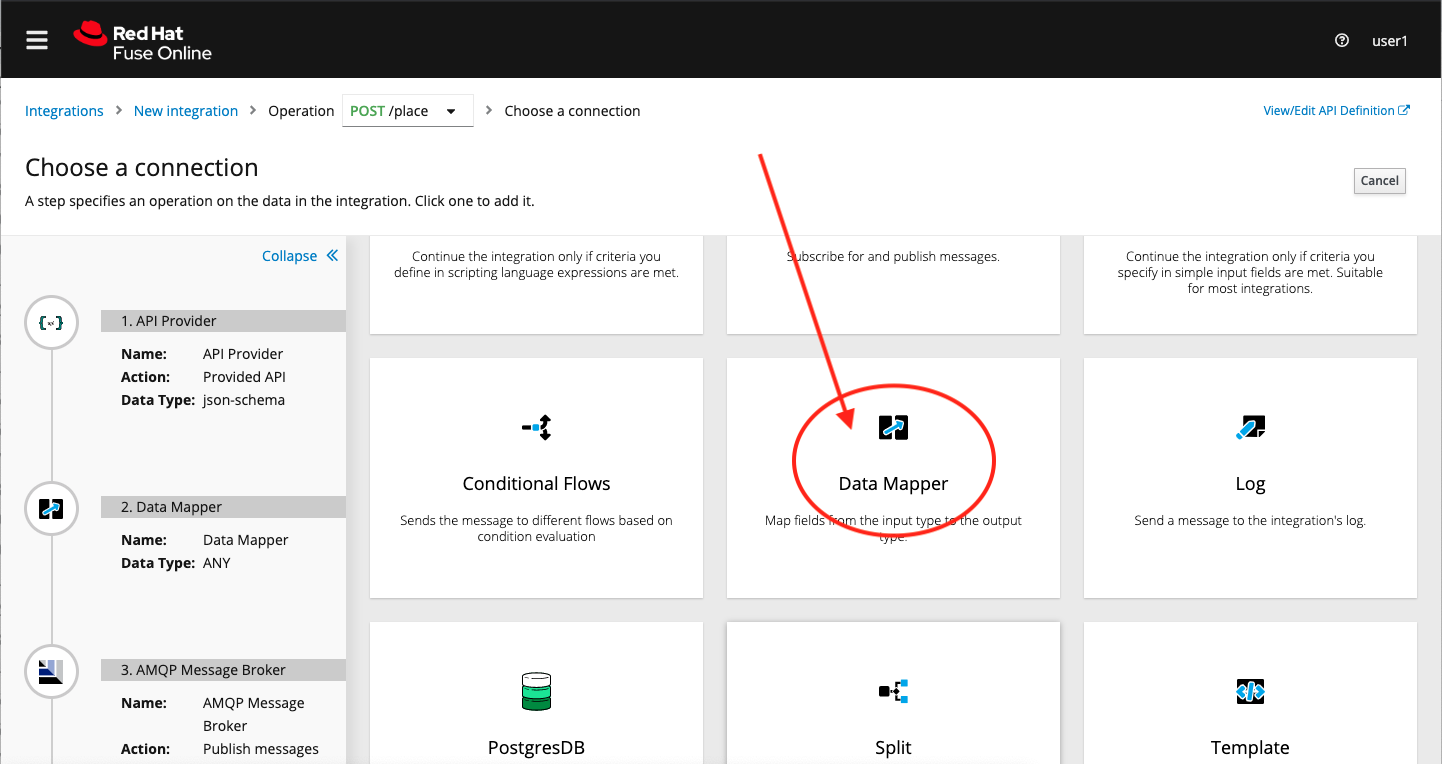 Red Hat
Fuse Online
user1
Integrations > New integration > Operation POST /place > Choose a connection
View/Edit API Definition
Choose a connection
Cancel
A step specifies an operation on the data in the integration. Click one to add it.
Collapse
1. API Provider
Name: API Provider
Action: Provided API
Data Type: json-schema
2. Data Mapper
Name: Data Mapper
Data Type: ANY
3. AMQP Message Broker
Name: AMQP Message
Broker
Action: Publish messages
Continue the integration only if criteria you
define in scripting language expressions are met.
Subscribe for and publish messages.
Continue the integration only if criteria you
specify in simple input fields are met. Suitable
for most integrations.
Conditional Flows
Sends the message to different flows based on
condition evaluation
Data Mapper
Map fields from the input type to the output
type.
Log
Send a message to the integration's log.
PostgresDB
Split
Template